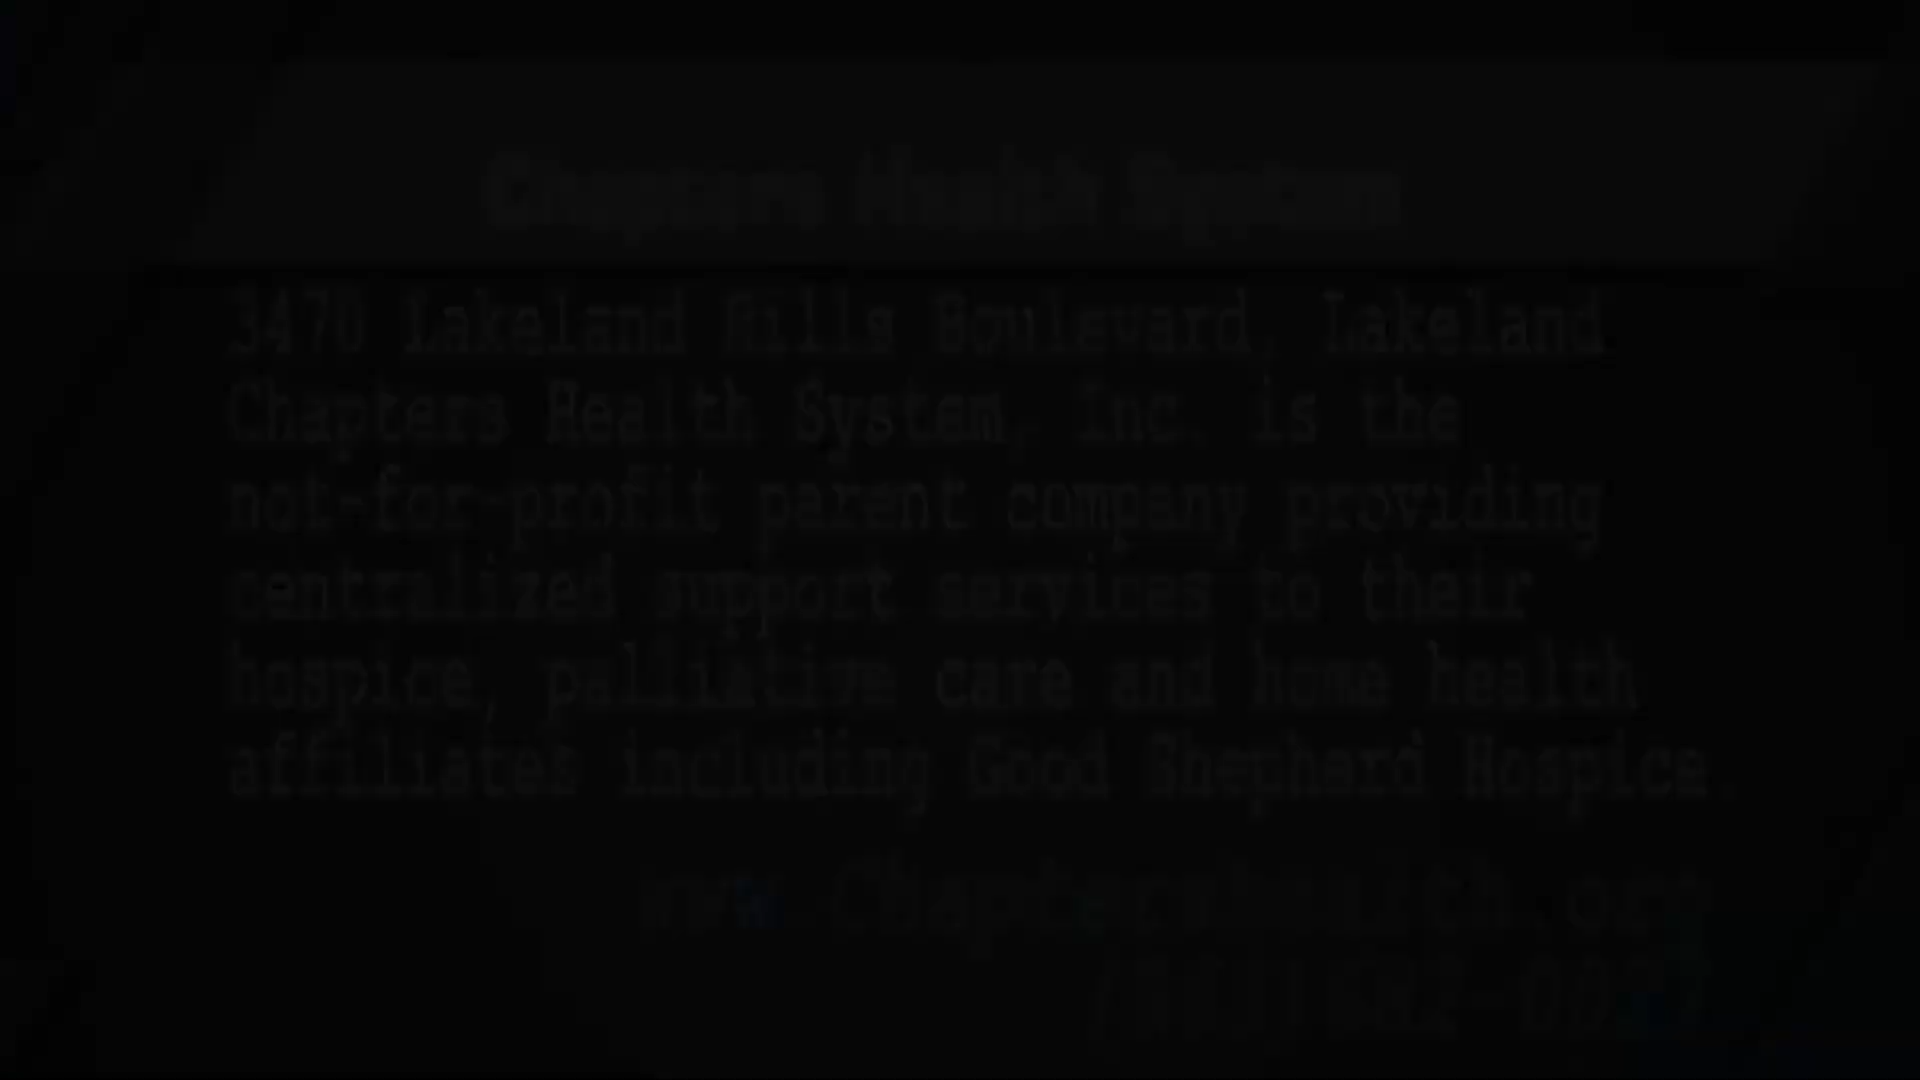 Chapters Health System
3470 Lakeland Hills Boulevard, Lakeland
Chapters Health System, Inc. is the
not-for-profit parent company providing
centralized support services to their
hospice, palliative care and home health
affiliates including Good Shepherd Hospice
www.Chaptershealth.org